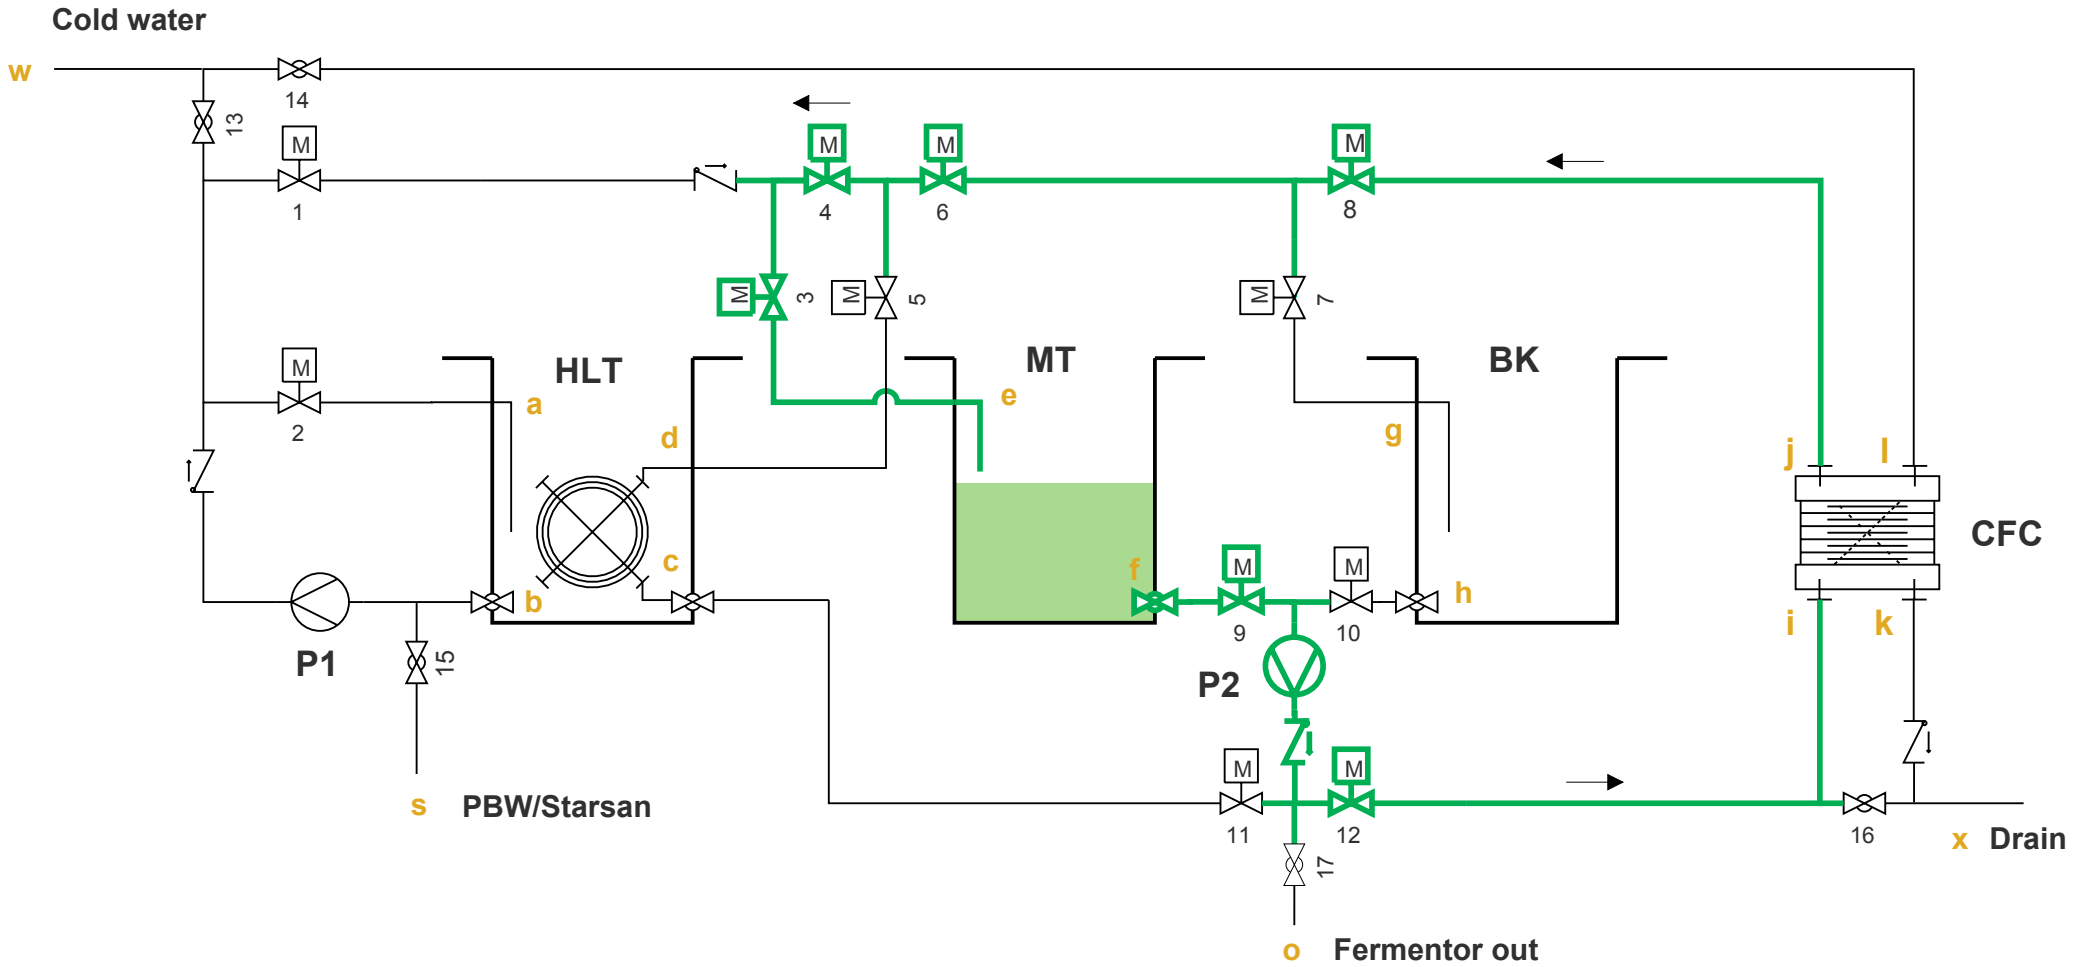 Cold water
w
14
13
M
1
M
4
M
6
M
8
M
3
M
5
M
7
M
2
HLT
MT
BK
a
d
e
g
j
l
CFC
c
f
b
h
M
9
M
10
i
k
P1
15
P2
s
PBW/Starsan
M
11
M
12
16
17
x
Drain
o
Fermentor out